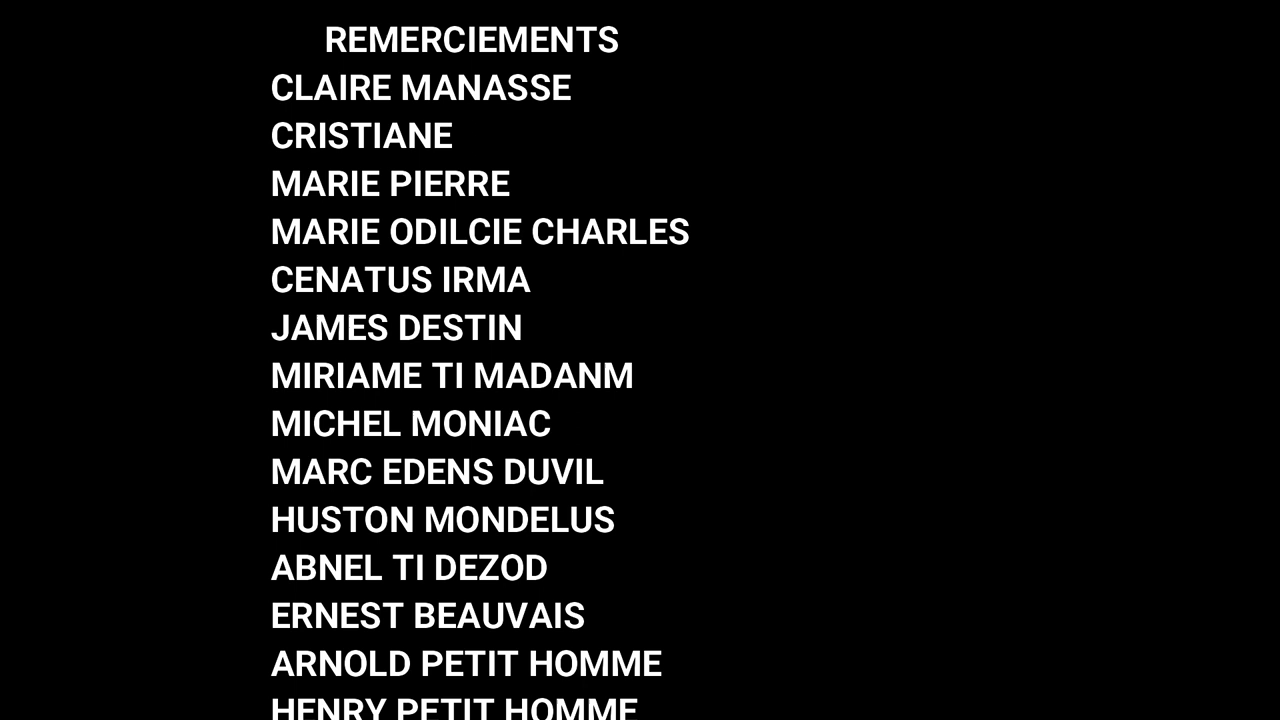 REMERCIEMENTS
CLAIRE MANASSE
CRISTIANE
MARIE PIERRE
MARIE ODILCIE CHARLES
CENATUS IRMA
JAMES DESTIN
MIRIAME TI MADANM
MICHEL MONIAC
MARC EDENS DUVIL
HUSTON MONDELUS
ABNEL TI DEZOD
ERNEST BEAUVAIS
ARNOLD PETIT HOMME
HENRY PETIT HOMME